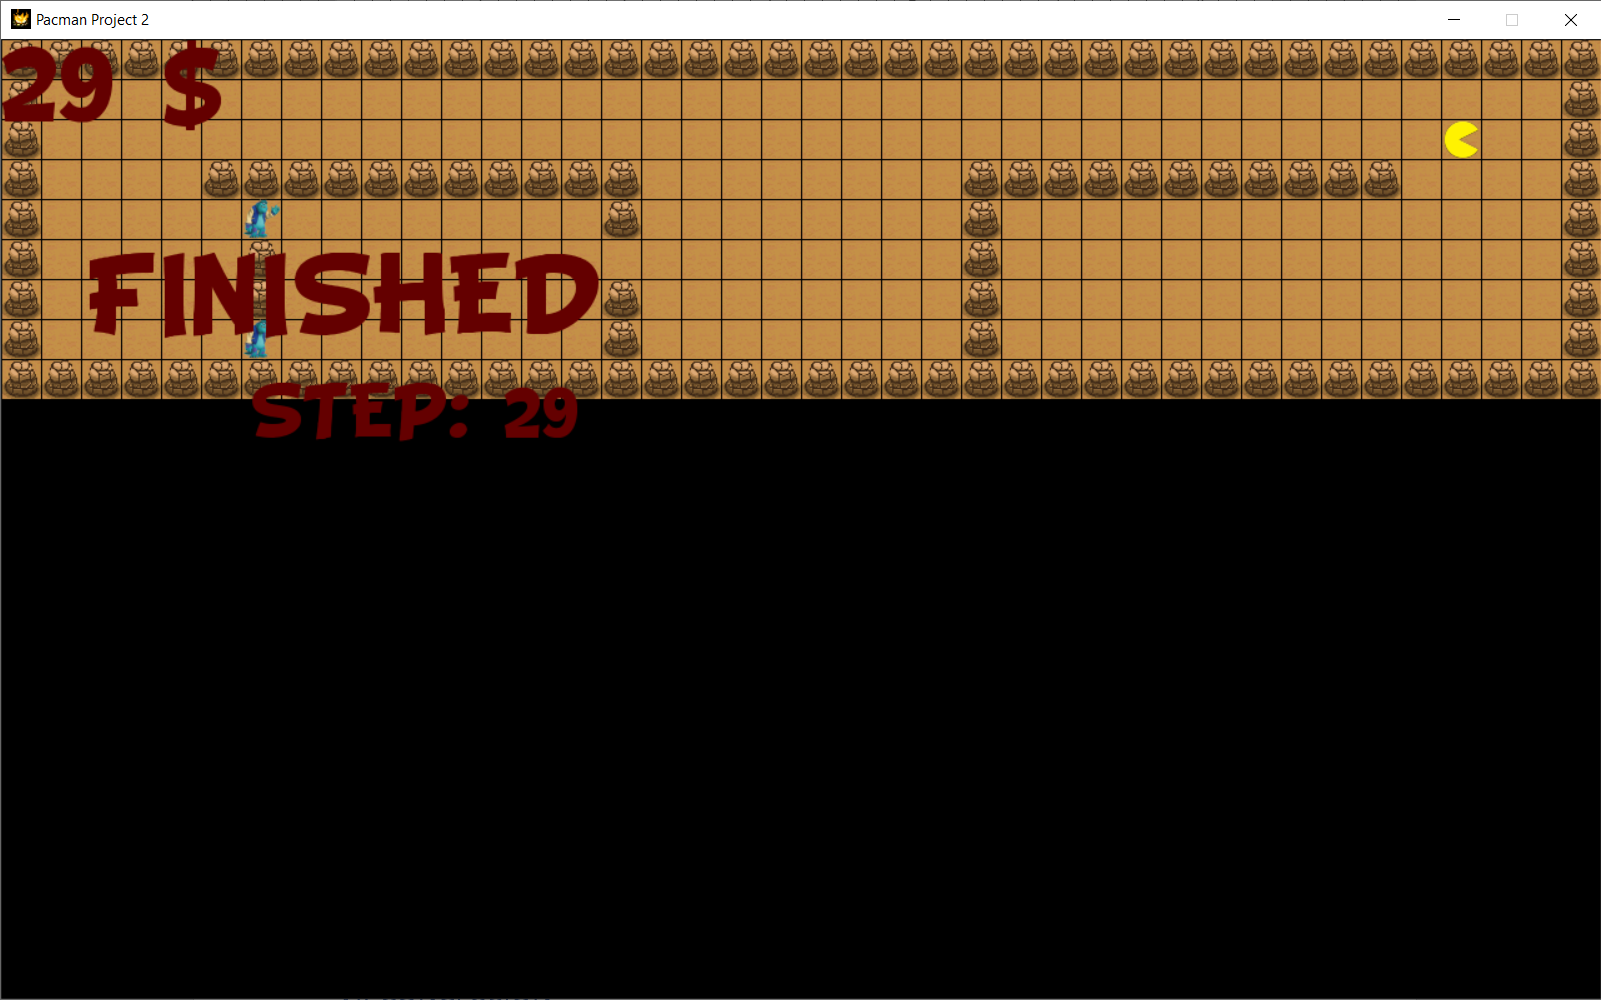 Pacman Project 2
29 $
FINISHED
STEP: 29